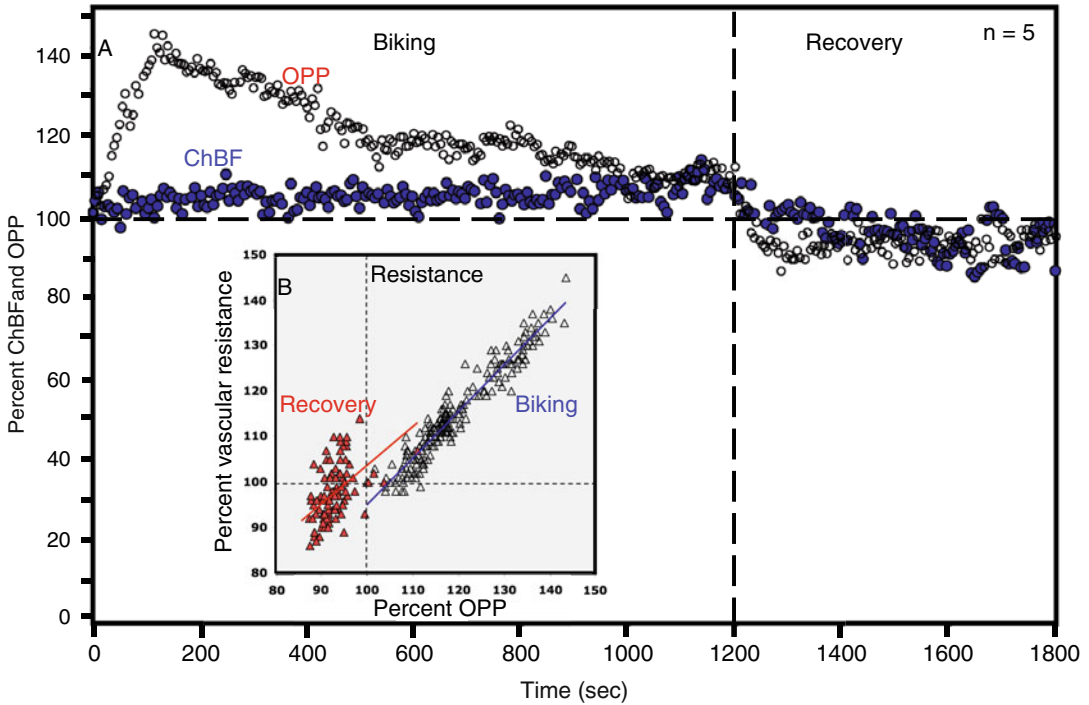 A
Biking
Recovery
n = 5
OPP
ChBF
Percent ChBFand OPP
140
120
100
80
60
40
20
0
0 200 400 600 800 1000 1200 1400 1600 1800
Time (sec)
B
Resistance
Recovery
Biking
Percent vascular resistance
150
140
130
120
110
100
90
80
80 90 100 110 120 130 140 150
Percent OPP